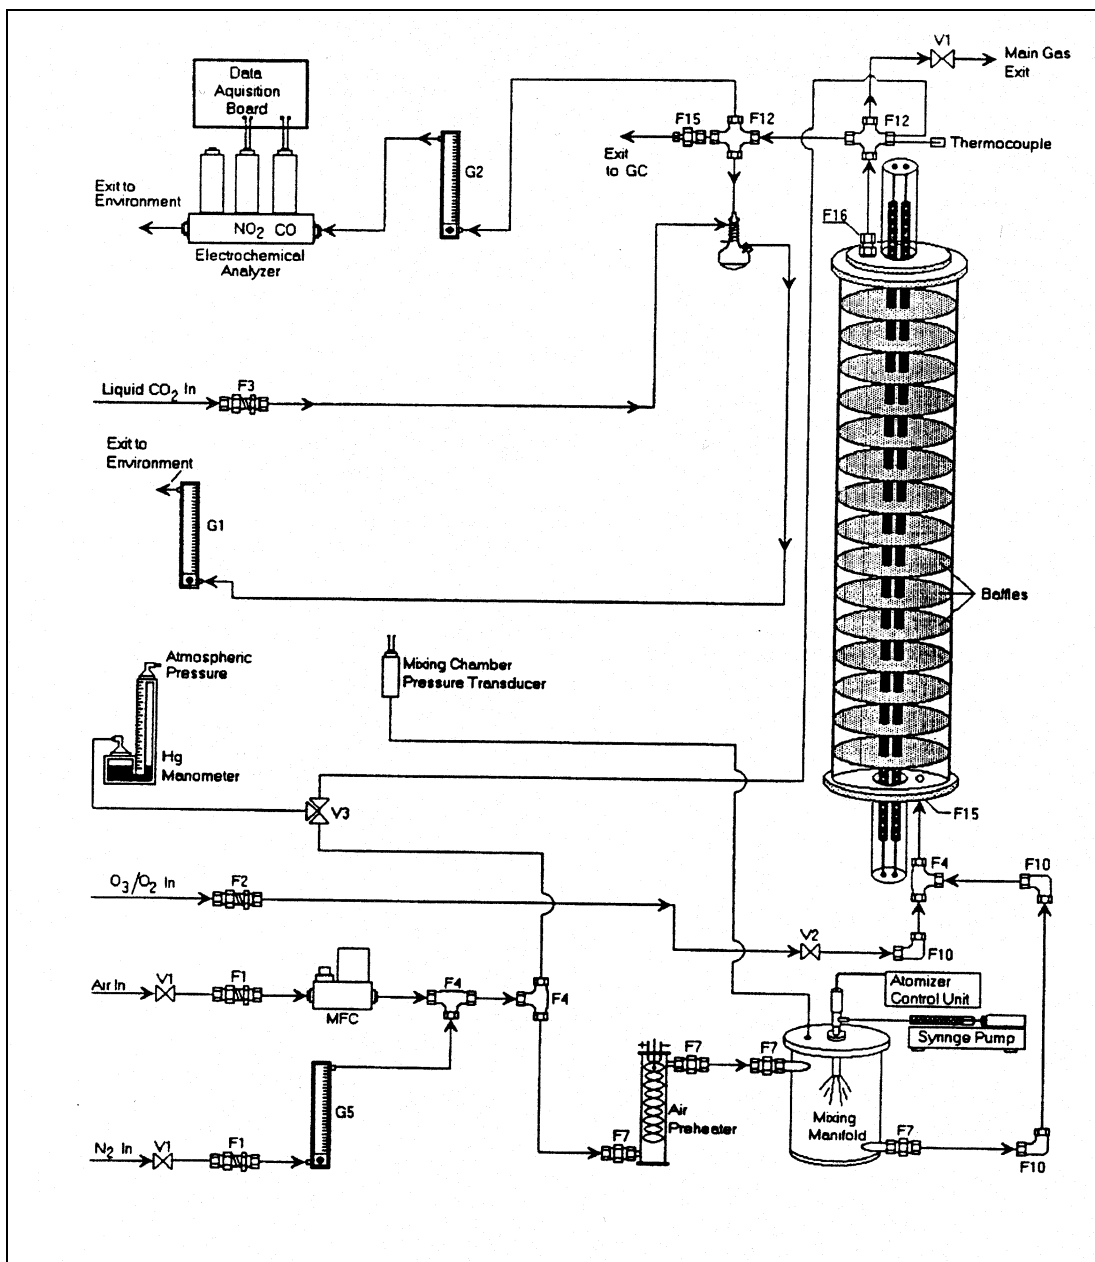 V1
Main Gas
Exit
Data
Aquisition
Board
F15
F12
F12
Thermocouple
Exit
to GC
G2
Exit to
Environment
NO2 CO
Electrochemical
Analyzer
F16
Liquid CO2 In
F3
Exit to
Environment
G1
Baffles
Atmospheric
Pressure
Mixing Chamber
Pressure Transducer
Hg
Manometer
V3
F15
F4
F10
O3/O2 In
F2
V2
F10
Air In
V1
F1
MFC
F4
F4
Atomizer
Control Unit
Syringe Pump
F7
F7
G5
Air
Preheater
Mixing
Manifold
N2 In
V1
F1
F7
F7
F10